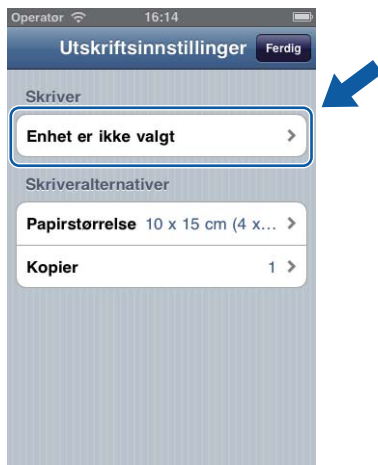 Operatør 16:14
Utskriftsinnstillinger Ferdig
Skriver
Enhet er ikke valgt
Skriveralternativer
Papirstørrelse 10 x 15 cm (4 x...
Kopier 1